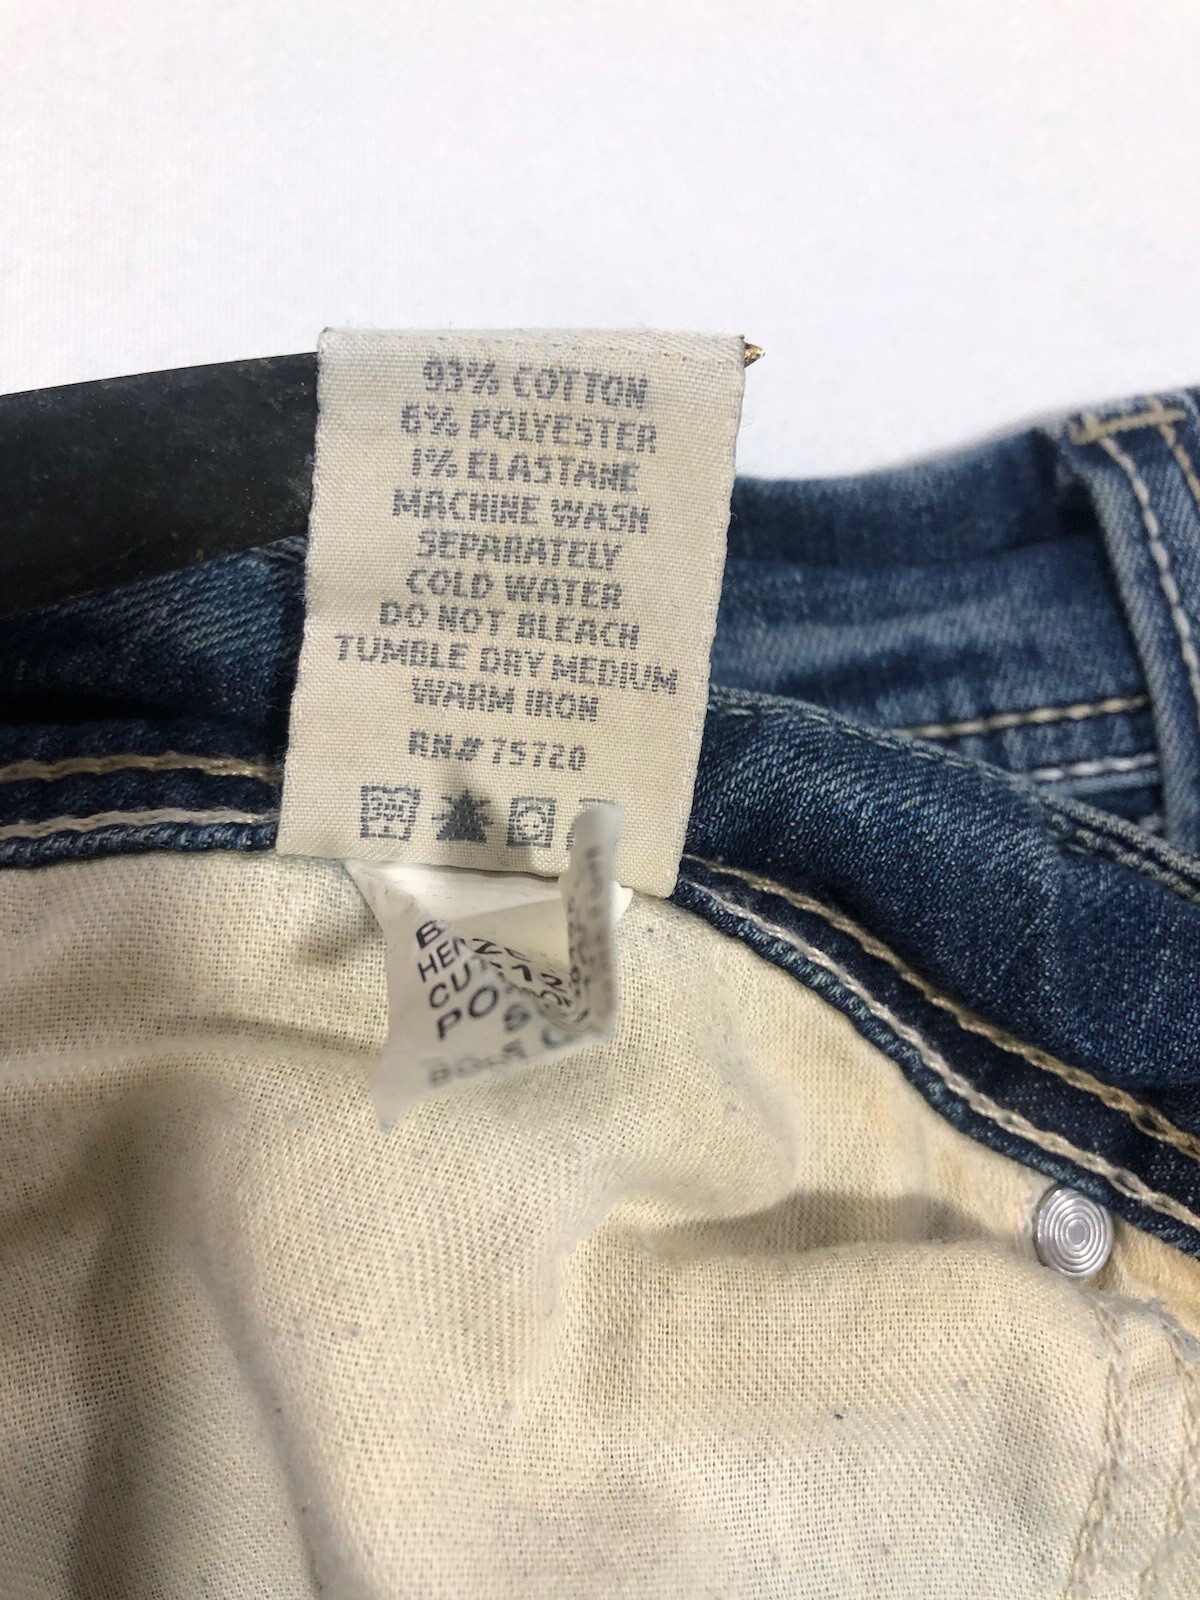 93% COTTON
6% POLYESTER
1% ELASTANE
MACHINE WASH
SEPARATELY
COLD WATER
DO NOT BLEACH
TUMBLE DRY MEDIUM
WARM IRON
RN# 75720